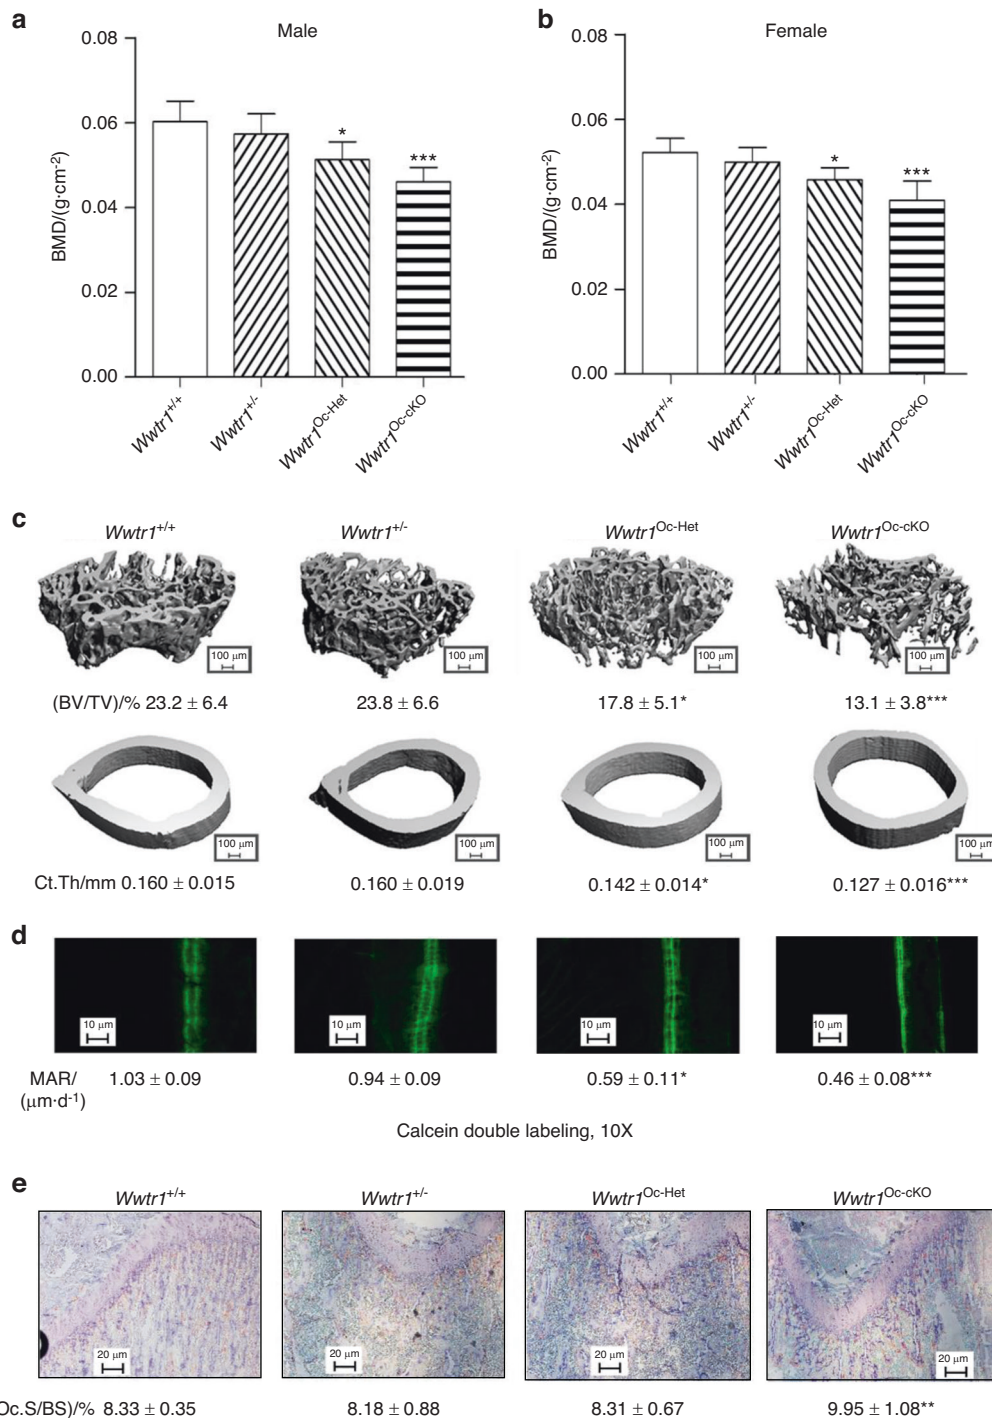 a
Male
BMD/(g·cm-2)
0.08
0.06
0.04
0.02
0.00
*
***
Wwtr1+/+
Wwtr1+/-
Wwtr1Oc-Het
Wwtr1Oc-cKO
b
Female
BMD/(g·cm-2)
0.08
0.06
0.04
0.02
0.00
*
***
Wwtr1+/+
Wwtr1+/-
Wwtr1Oc-Het
Wwtr1Oc-cKO
c
Wwtr1+/+ Wwtr1+/- Wwtr1Oc-Het Wwtr1Oc-cKO
100 μm 100 μm 100 μm 100 μm
(BV/TV)/% 23.2 ± 6.4 23.8 ± 6.6 17.8 ± 5.1* 13.1 ± 3.8***
100 μm 100 μm 100 μm 100 μm
Ct.Th/mm 0.160 ± 0.015 0.160 ± 0.019 0.142 ± 0.014* 0.127 ± 0.016***
d
10 μm 10 μm 10 μm 10 μm
MAR/ 1.03 ± 0.09 0.94 ± 0.09 0.59 ± 0.11* 0.46 ± 0.08***
(μm·d-1)
Calcein double labeling, 10X
e
Wwtr1+/+ Wwtr1+/- Wwtr1Oc-Het Wwtr1Oc-cKO
20 μm 20 μm 20 μm 20 μm
Oc.S/BS)/% 8.33 ± 0.35 8.18 ± 0.88 8.31 ± 0.67 9.95 ± 1.08**